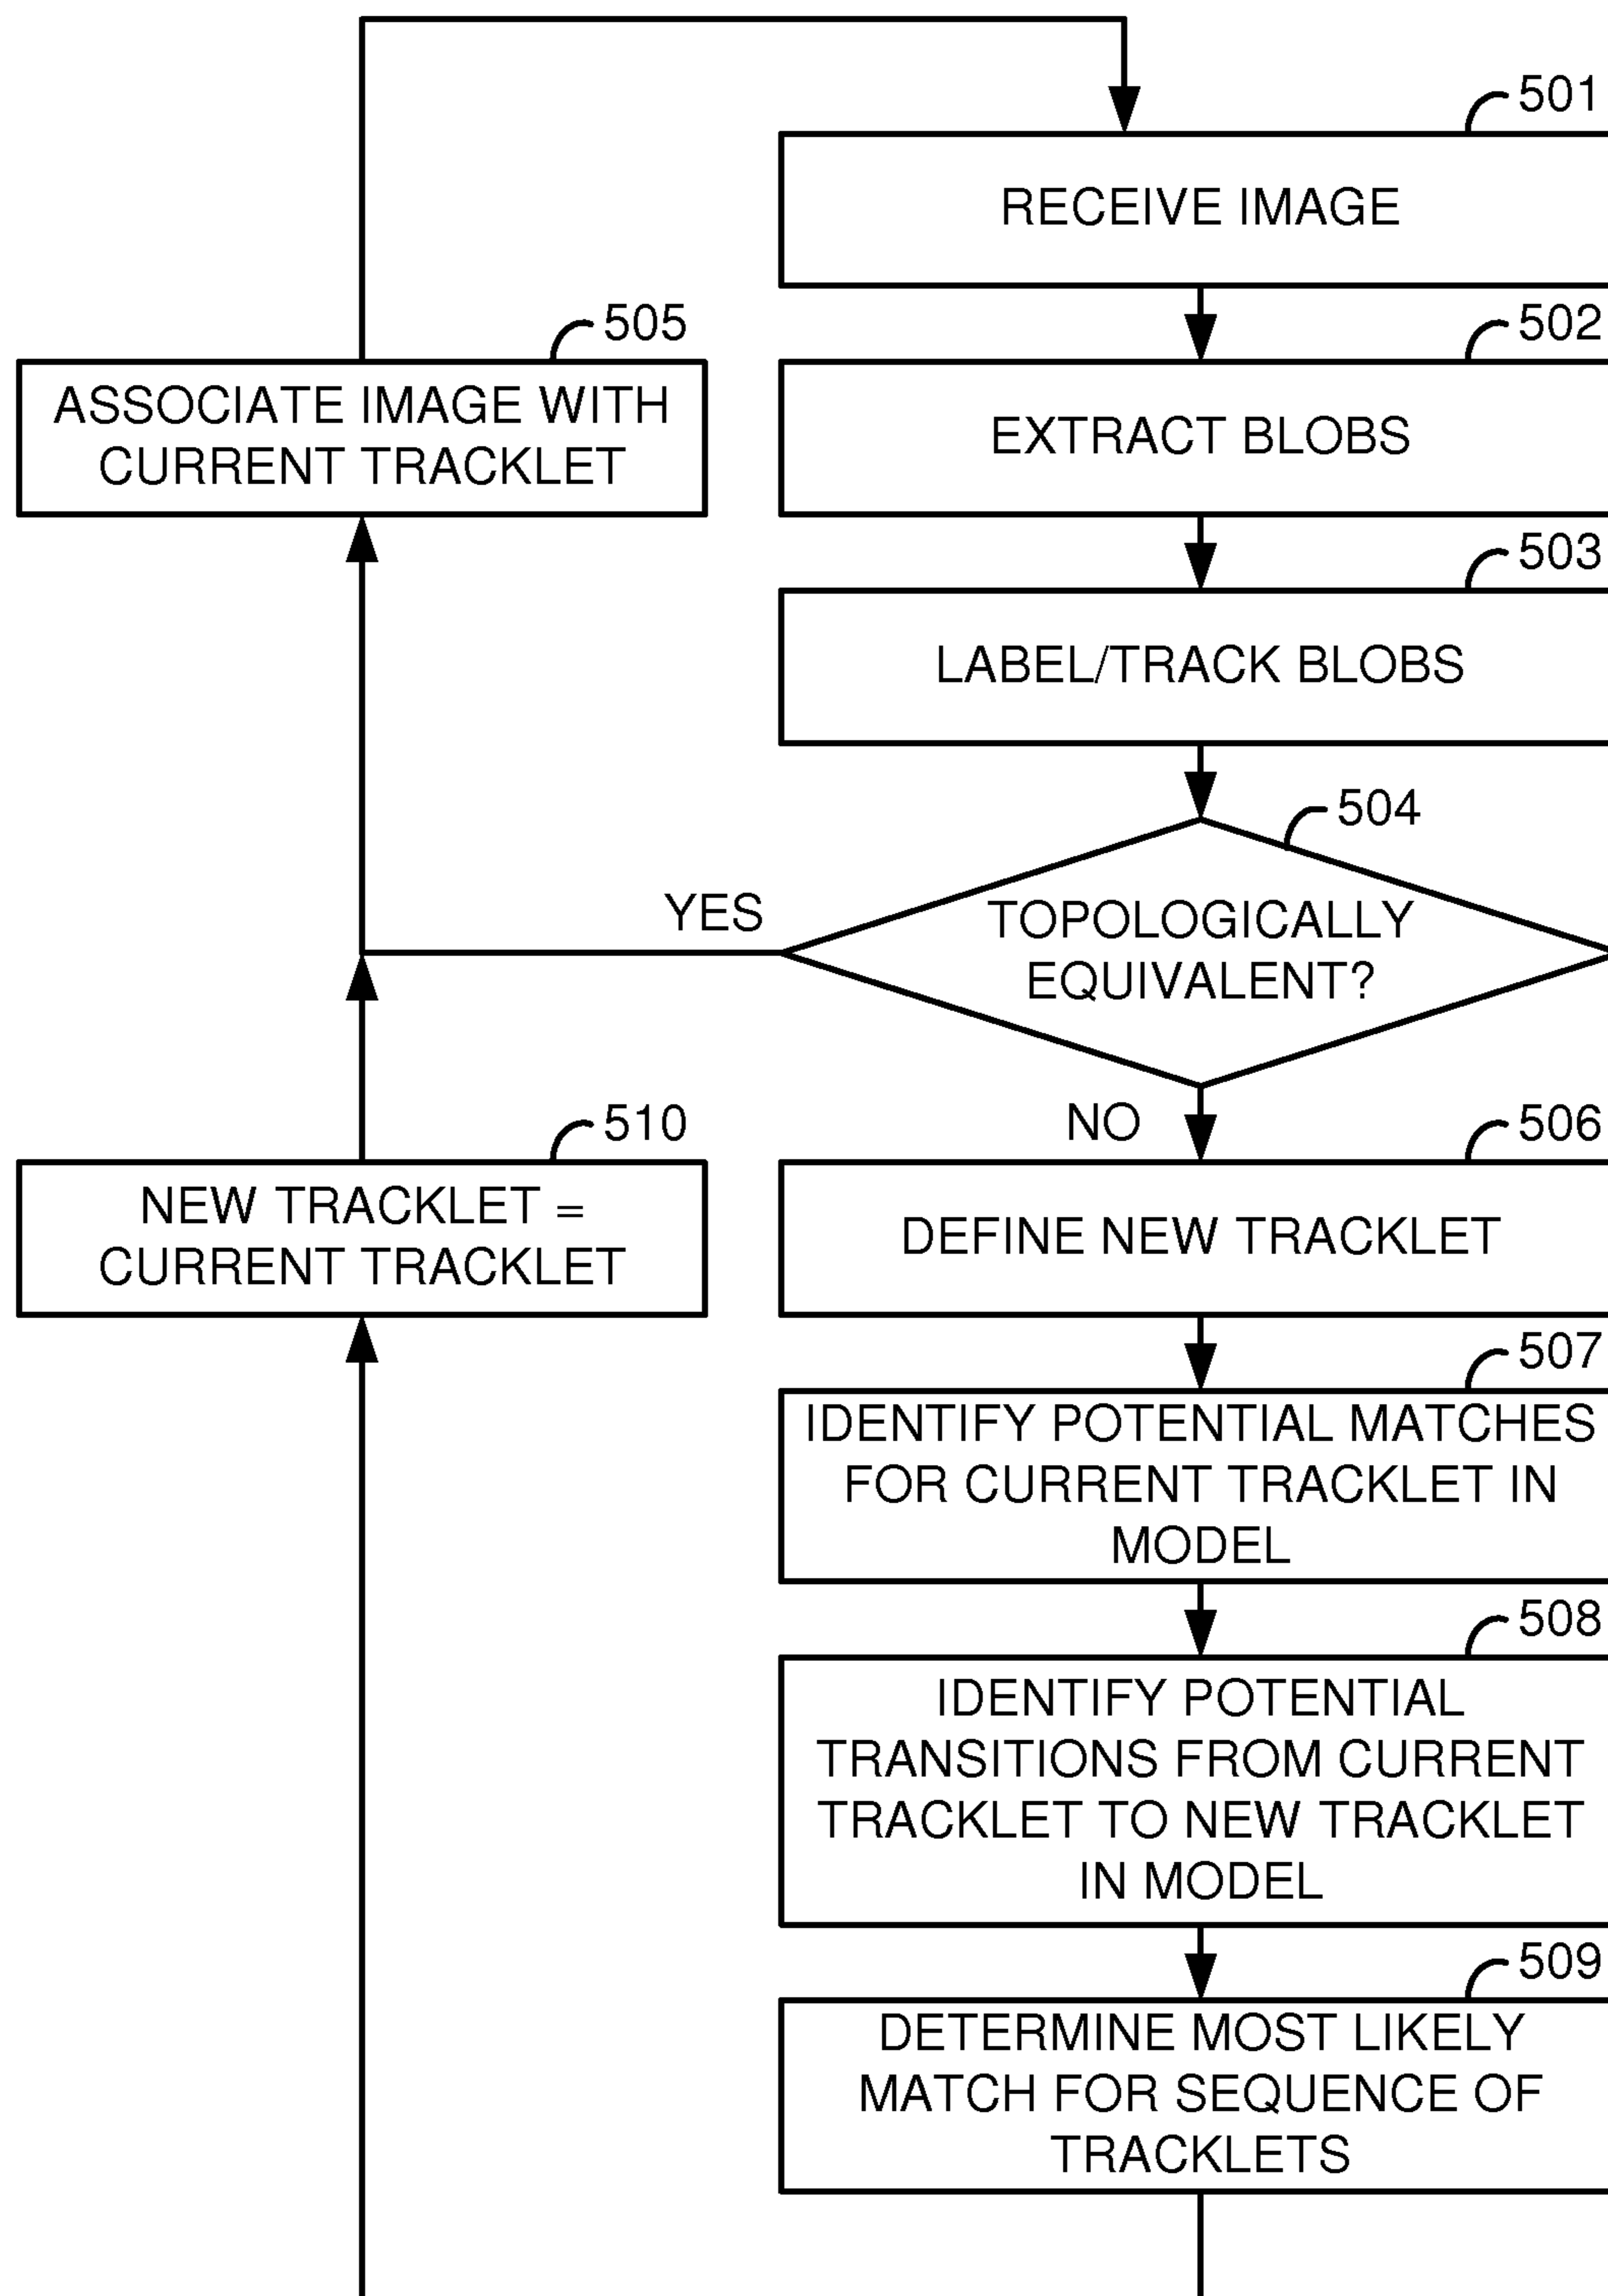 501
RECEIVE IMAGE
505
502
ASSOCIATE IMAGE WITH
CURRENT TRACKLET
EXTRACT BLOBS
503
LABEL/TRACK BLOBS
504
YES
TOPOLOGICALLY
EQUIVALENT?
NO
510
506
NEW TRACKLET =
CURRENT TRACKLET
DEFINE NEW TRACKLET
507
IDENTIFY POTENTIAL MATCHES
FOR CURRENT TRACKLET IN
MODEL
508
IDENTIFY POTENTIAL
TRANSITIONS FROM CURRENT
TRACKLET TO NEW TRACKLET
IN MODEL
509
DETERMINE MOST LIKELY
MATCH FOR SEQUENCE OF
TRACKLETS